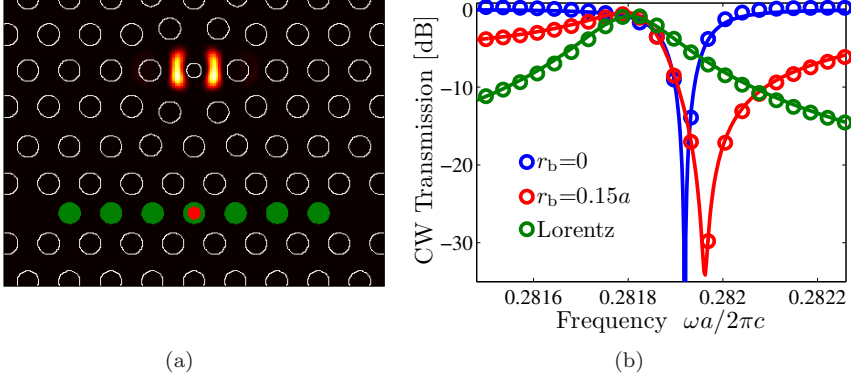 0
−10
−20
−30
CW Transmission [dB]
r_b=0
r_b=0.15a
Lorentz
0.2816 0.2818 0.282 0.2822
Frequency ωa/2πc
(a) (b)